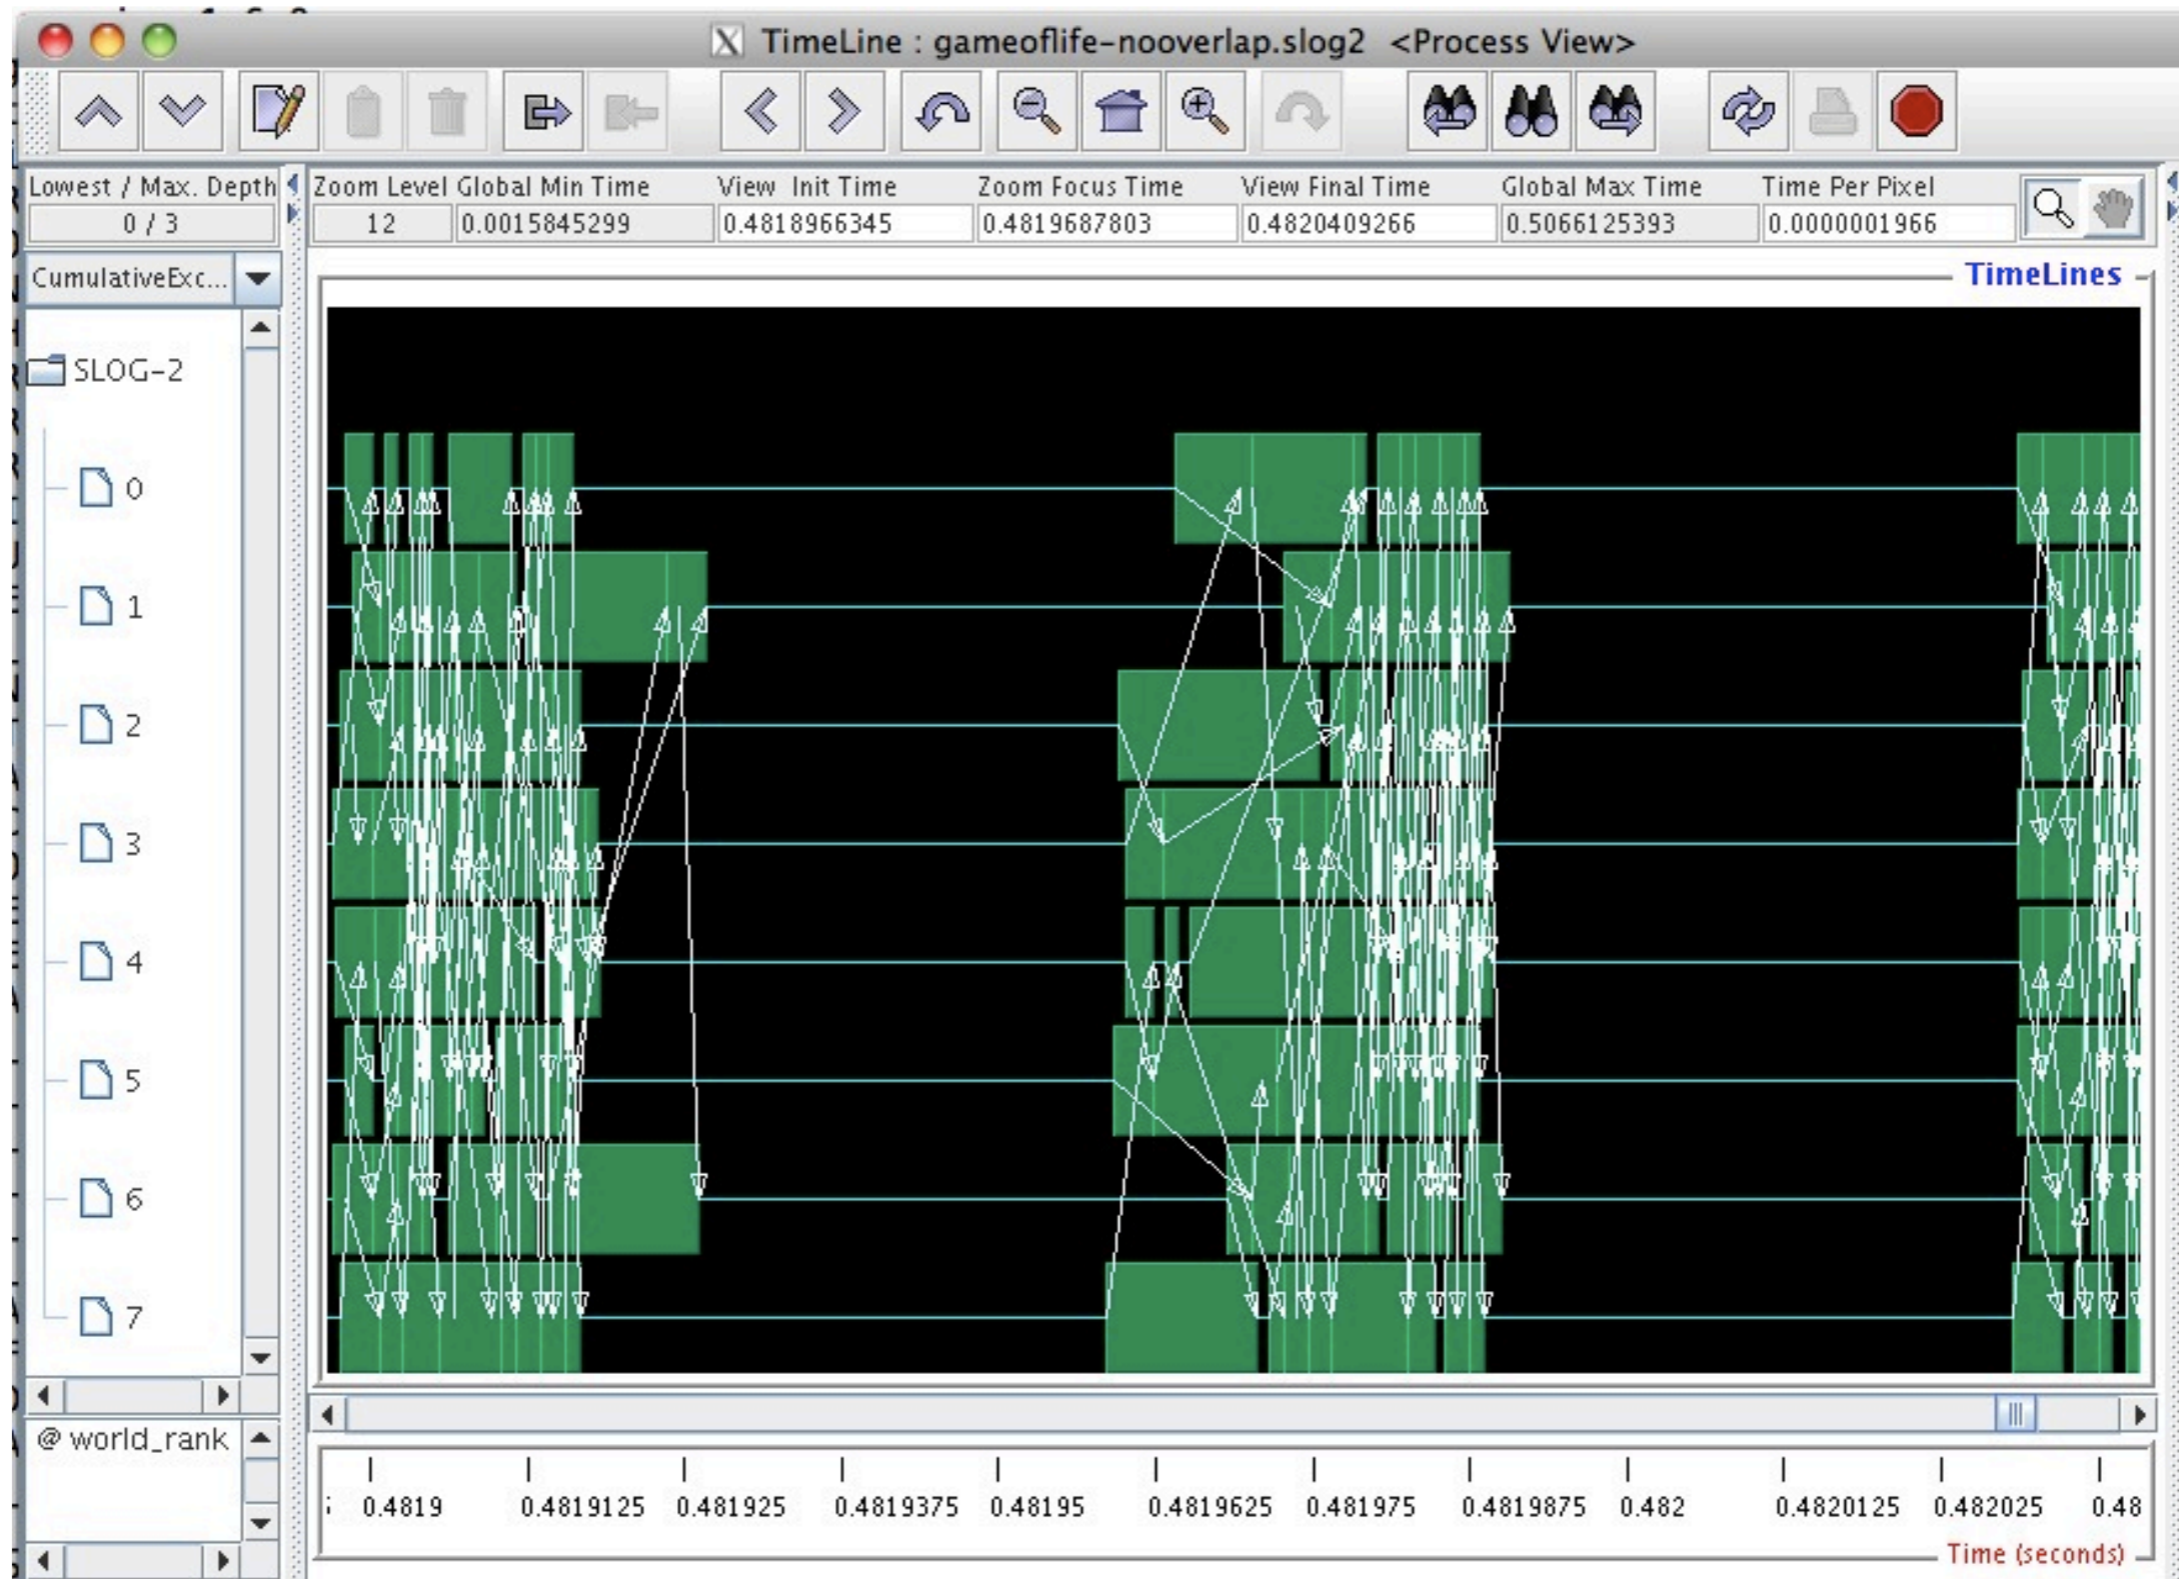 TimeLine : gameoflife-nooverlap.slog2 <Process View>
Lowest / Max. Depth
0 / 3
Zoom Level Global Min Time View Init Time Zoom Focus Time View Final Time Global Max Time Time Per Pixel
12 0.0015845299 0.4818966345 0.4819687803 0.4820409266 0.5066125393 0.0000001966
CumulativeExc...
TimeLines
SLOG-2
0
1
2
3
4
5
6
7
@ world_rank
0.4819 0.4819125 0.481925 0.4819375 0.48195 0.4819625 0.481975 0.4819875 0.482 0.4820125 0.482025 0.48
Time (seconds)